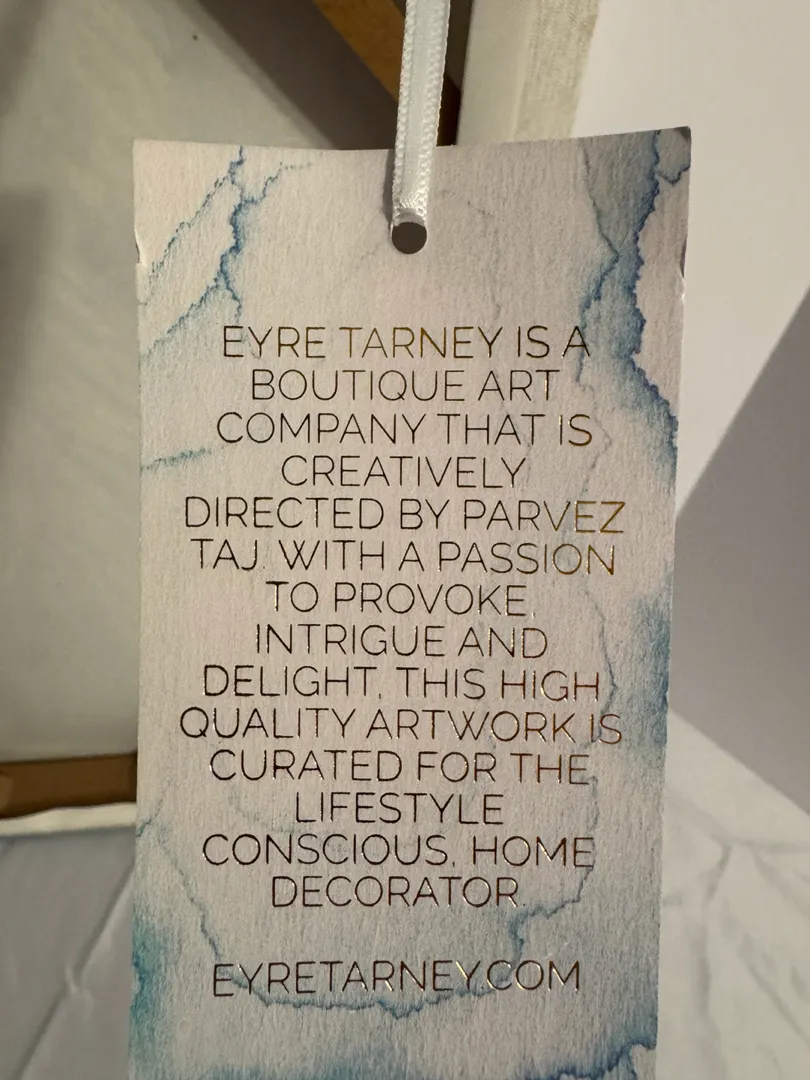 EYRE TARNEY IS A
BOUTIQUE ART
COMPANY THAT IS
CREATIVELY
DIRECTED BY PARVEZ
TAJ. WITH A PASSION
TO PROVOKE,
INTRIGUE AND
DELIGHT, THIS HIGH
QUALITY ARTWORK IS
CURATED FOR THE
LIFESTYLE
CONSCIOUS, HOME
DECORATOR.
EYRETARNEY.COM